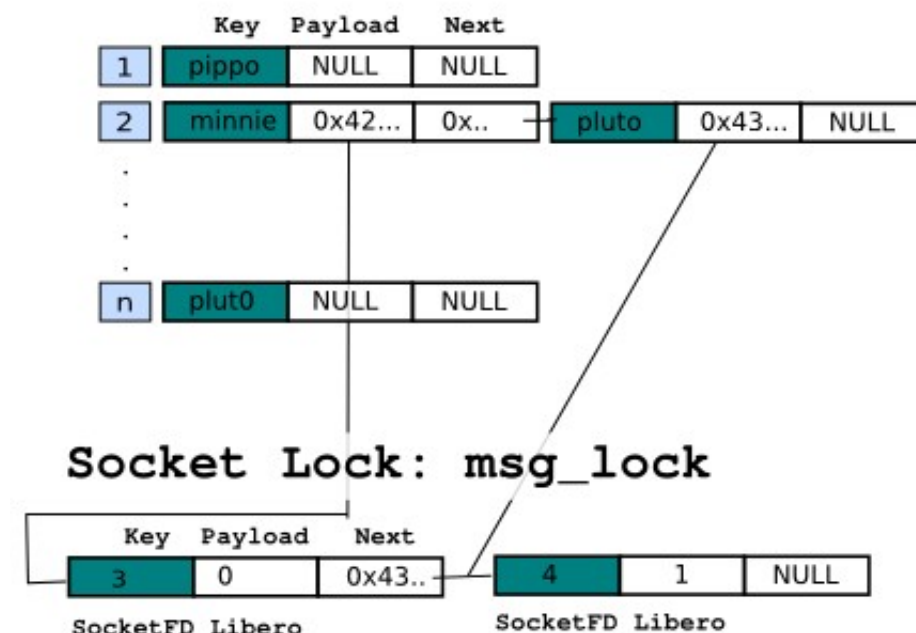 Key Payload Next
1 pippo NULL NULL
2 minnie 0x42... 0x.. pluto 0x43... NULL
n plut0 NULL NULL
Socket Lock: msg_lock
Key Payload Next
3 0 0x43.. 4 1 NULL
SocketFD Libero SocketFD Libero